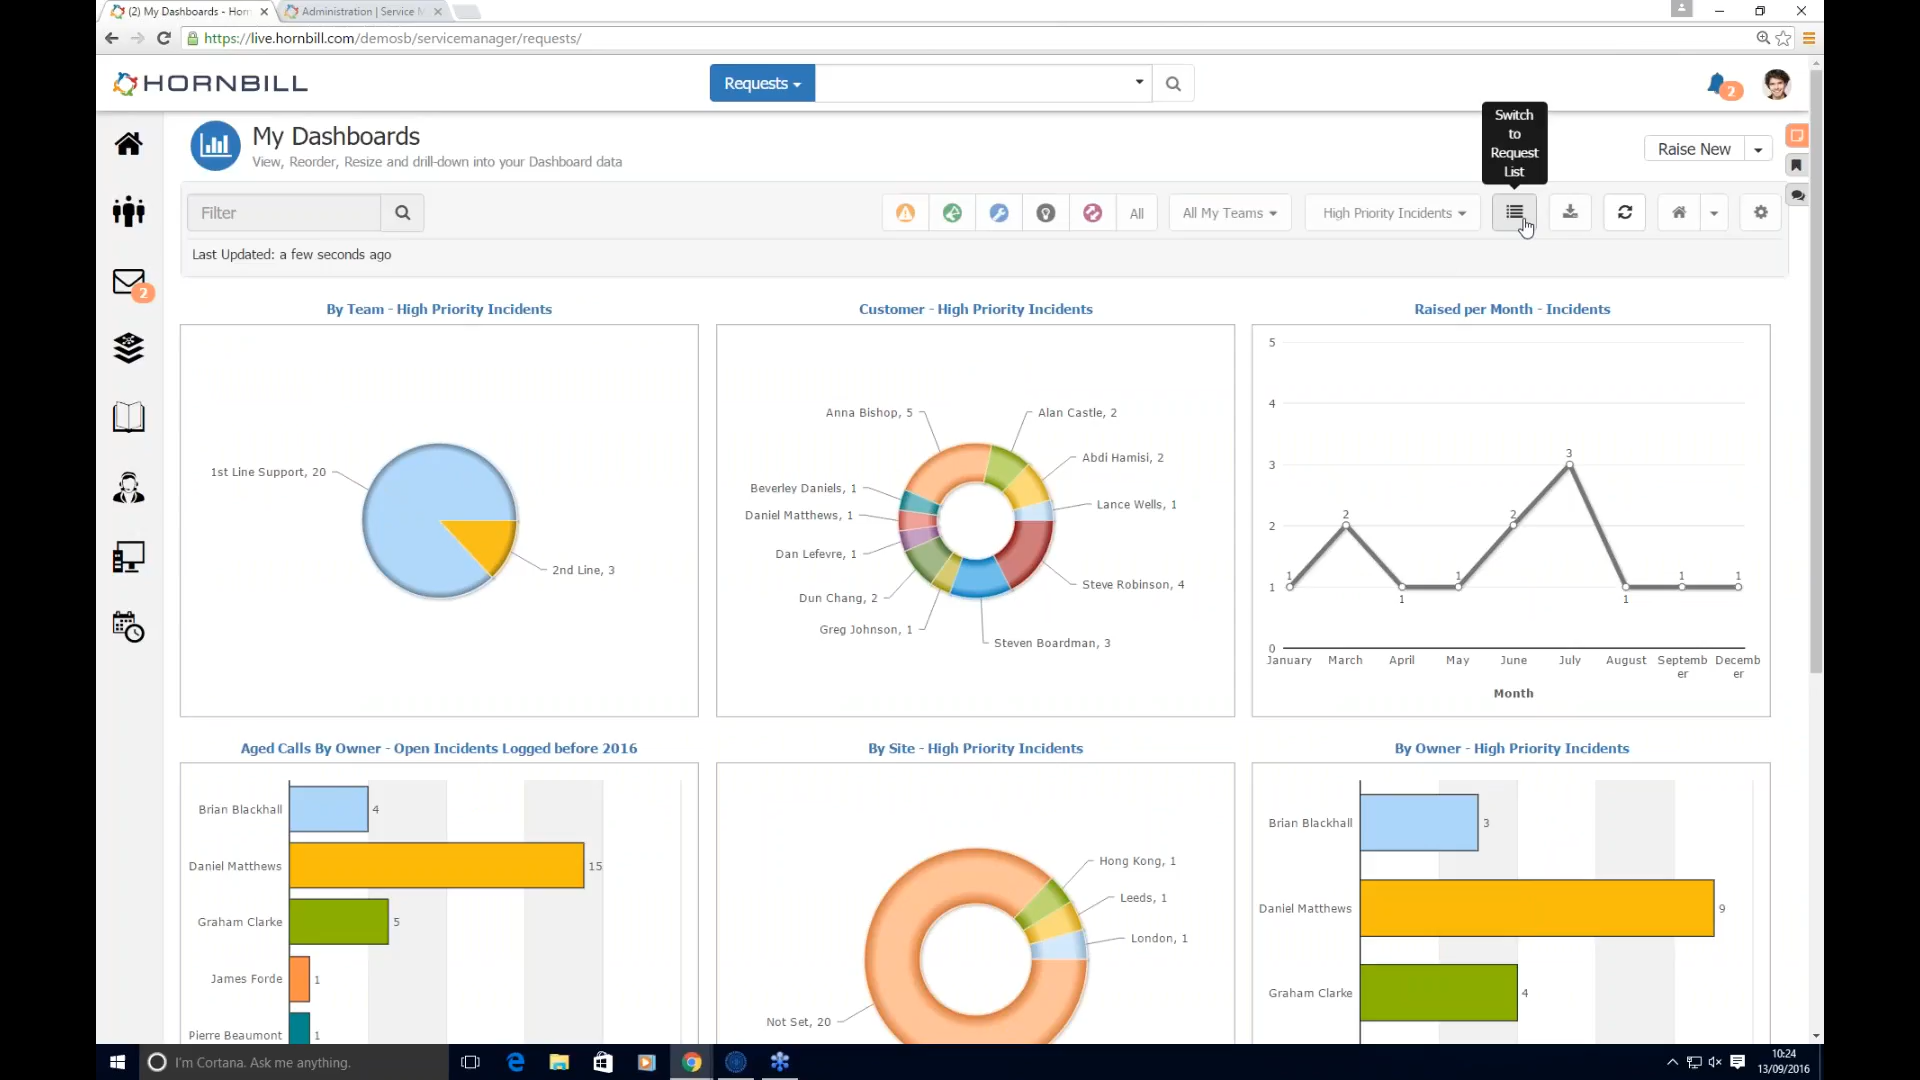 (2) My Dashboards - Horn
Administration | Service M
https://live.hornbill.com/demosb/servicemanager/requests/
HORNBILL
Requests
2
My Dashboards
View, Reorder, Resize and drill-down into your Dashboard data
Switch
to
Request
List
Raise New
Filter
All
All My Teams
High Priority Incidents
Last Updated: a few seconds ago
2
By Team - High Priority Incidents
1st Line Support, 20
2nd Line, 3
Customer - High Priority Incidents
Anna Bishop, 5
Alan Castle, 2
Abdi Hamisi, 2
Beverley Daniels, 1
Lance Wells, 1
Daniel Matthews, 1
Dan Lefevre, 1
Steve Robinson, 4
Dun Chang, 2
Greg Johnson, 1
Steven Boardman, 3
Raised per Month - Incidents
5
4
3
2
1
0
1
2
1
1
2
3
1
1
1
January March April May June July August Septemb Decemb
er er
Month
Aged Calls By Owner - Open Incidents Logged before 2016
Brian Blackhall 4
Daniel Matthews 15
Graham Clarke 5
James Forde 1
Pierre Beaumont 1
By Site - High Priority Incidents
Hong Kong, 1
Leeds, 1
London, 1
Not Set, 20
By Owner - High Priority Incidents
Brian Blackhall 3
Daniel Matthews 9
Graham Clarke 4
I'm Cortana. Ask me anything.
10:24
13/09/2016